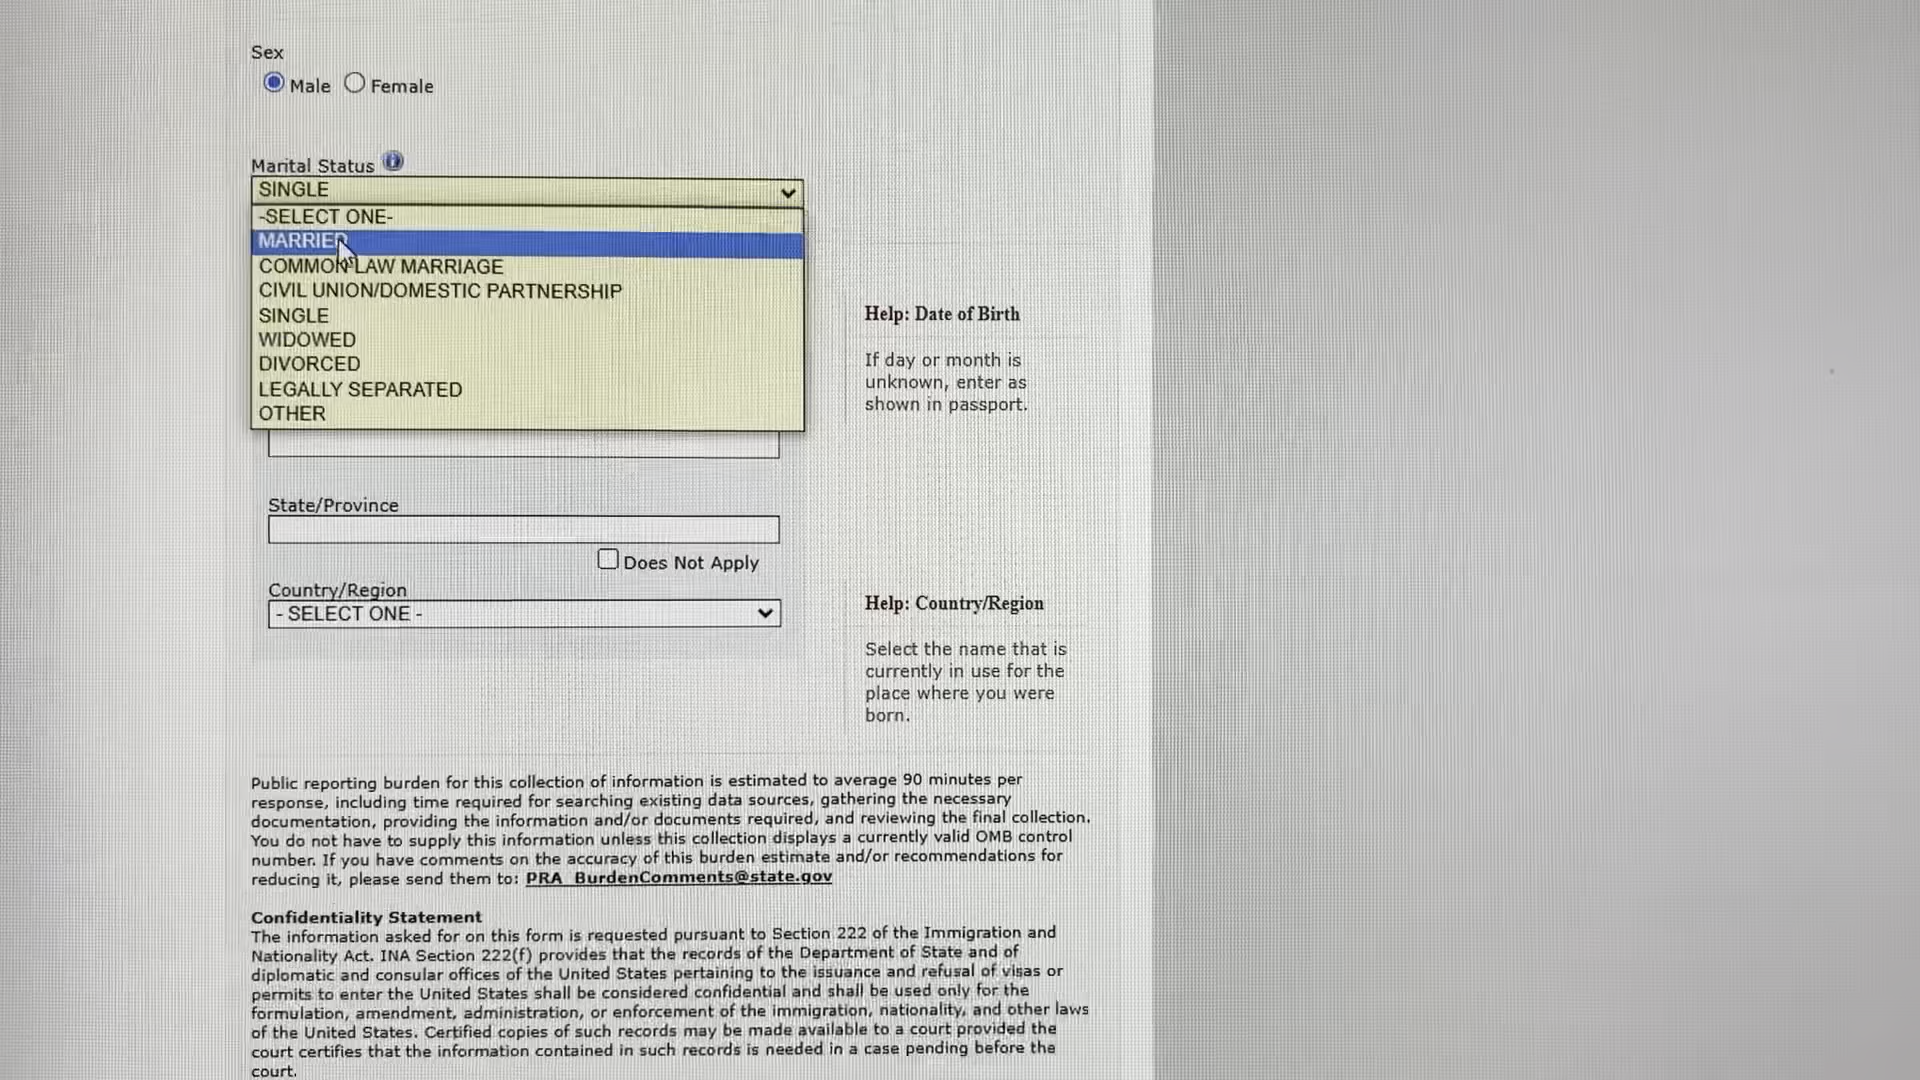 Sex
Male Female
Marital Status
SINGLE
-SELECT ONE-
MARRIED
COMMON LAW MARRIAGE
CIVIL UNION/DOMESTIC PARTNERSHIP
SINGLE
WIDOWED
DIVORCED
LEGALLY SEPARATED
OTHER
Help: Date of Birth
If day or month is
unknown, enter as
shown in passport.
State/Province
Does Not Apply
Country/Region
- SELECT ONE -
Help: Country/Region
Select the name that is
currently in use for the
place where you were
born.
Public reporting burden for this collection of information is estimated to average 90 minutes per
response, including time required for searching existing data sources, gathering the necessary
documentation, providing the information and/or documents required, and reviewing the final collection.
You do not have to supply this information unless this collection displays a currently valid OMB control
number. If you have comments on the accuracy of this burden estimate and/or recommendations for
reducing it, please send them to: PRA_BurdenComments@state.gov
Confidentiality Statement
The information asked for on this form is requested pursuant to Section 222 of the Immigration and
Nationality Act. INA Section 222(f) provides that the records of the Department of State and of
diplomatic and consular offices of the United States pertaining to the issuance and refusal of visas or
permits to enter the United States shall be considered confidential and shall be used only for the
formulation, amendment, administration, or enforcement of the immigration, nationality, and other laws
of the United States. Certified copies of such records may be made available to a court provided the
court certifies that the information contained in such records is needed in a case pending before the
court.